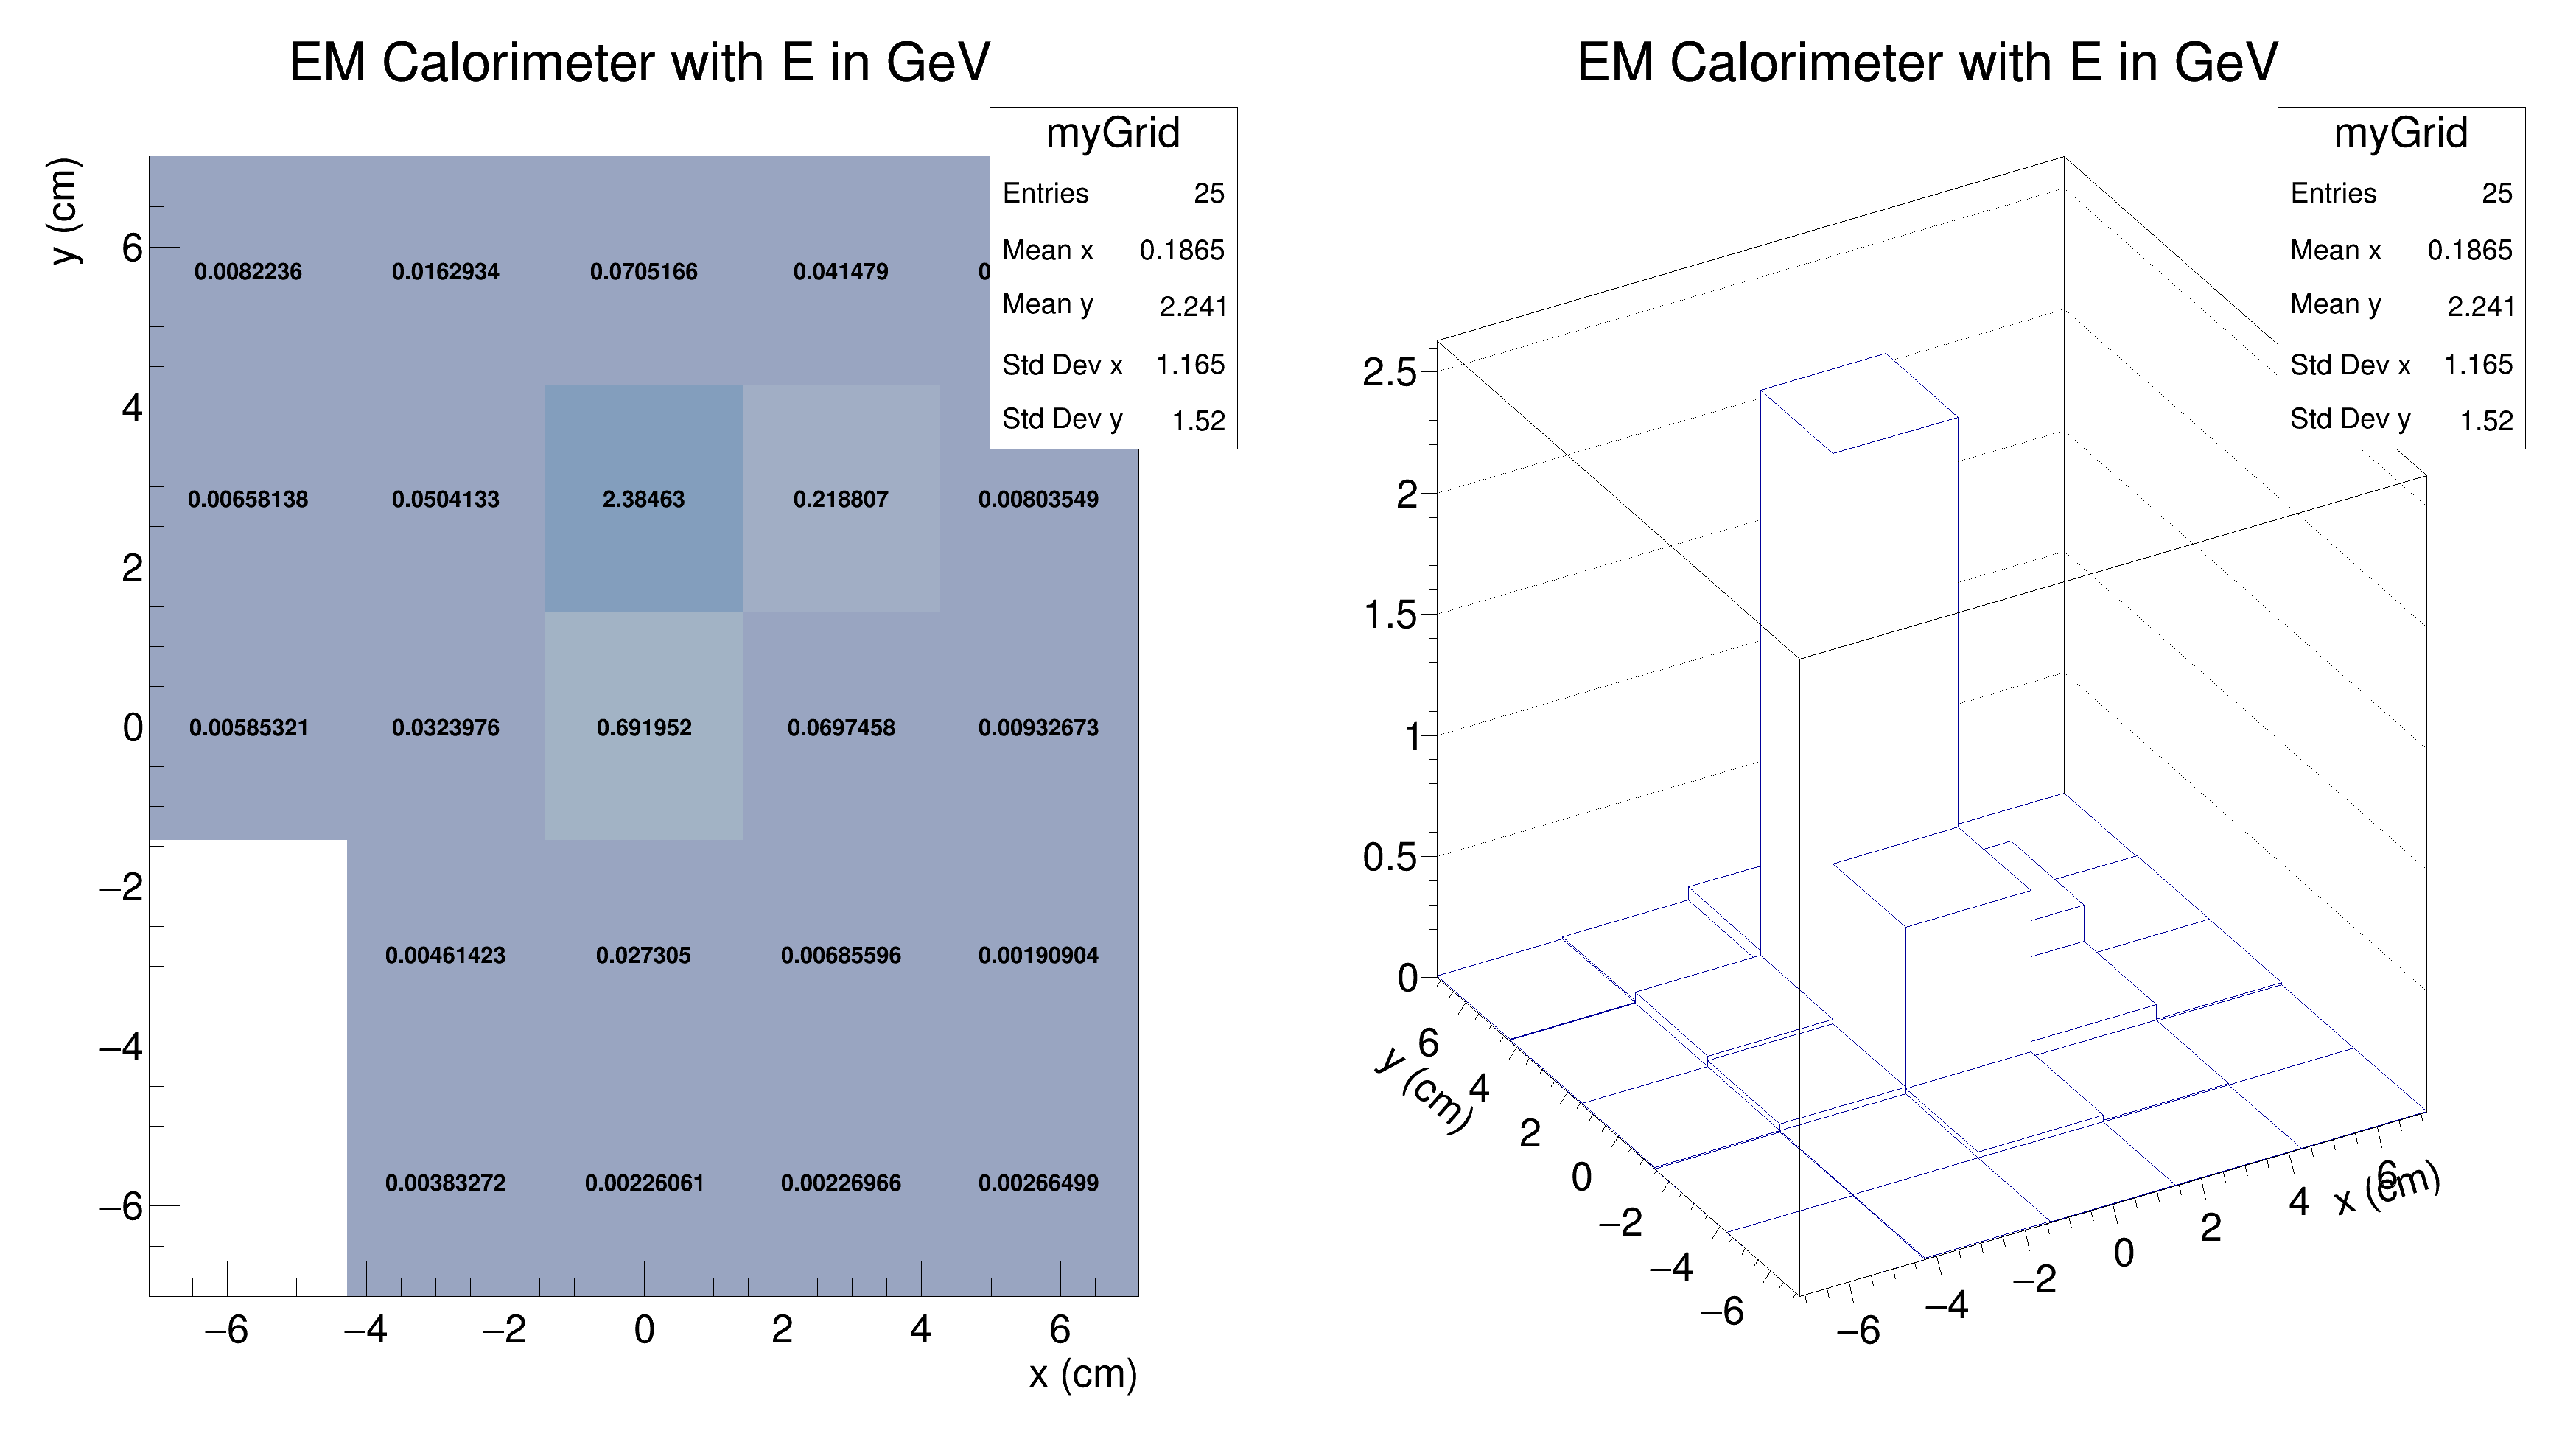 EM Calorimeter with E in GeV
myGrid
Entries 25
Mean x 0.1865
Mean y 2.241
Std Dev x 1.165
Std Dev y 1.52
y (cm)
6
4
2
0
−2
−4
−6
0.0082236 0.0162934 0.0705166 0.041479
0.00658138 0.0504133 2.38463 0.218807 0.00803549
0.00585321 0.0323976 0.691952 0.0697458 0.00932673
0.00461423 0.027305 0.00685596 0.00190904
0.00383272 0.00226061 0.00226966 0.00266499
−6 −4 −2 0 2 4 6
x (cm)
EM Calorimeter with E in GeV
myGrid
Entries 25
Mean x 0.1865
Mean y 2.241
Std Dev x 1.165
Std Dev y 1.52
2.5
2
1.5
1
0.5
0
6
4
2
0
−2
−4
−6
y (cm)
−6
−4
−2
0
2
4
6
x (cm)